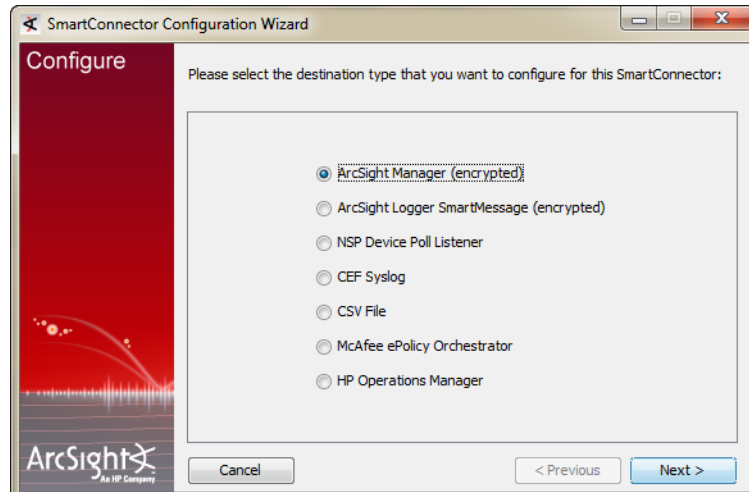 SmartConnector Configuration Wizard
Configure
Please select the destination type that you want to configure for this SmartConnector:
ArcSight Manager (encrypted)
ArcSight Logger SmartMessage (encrypted)
NSP Device Poll Listener
CEF Syslog
CSV File
McAfee ePolicy Orchestrator
HP Operations Manager
ArcSight
An HP Company
Cancel
< Previous
Next >